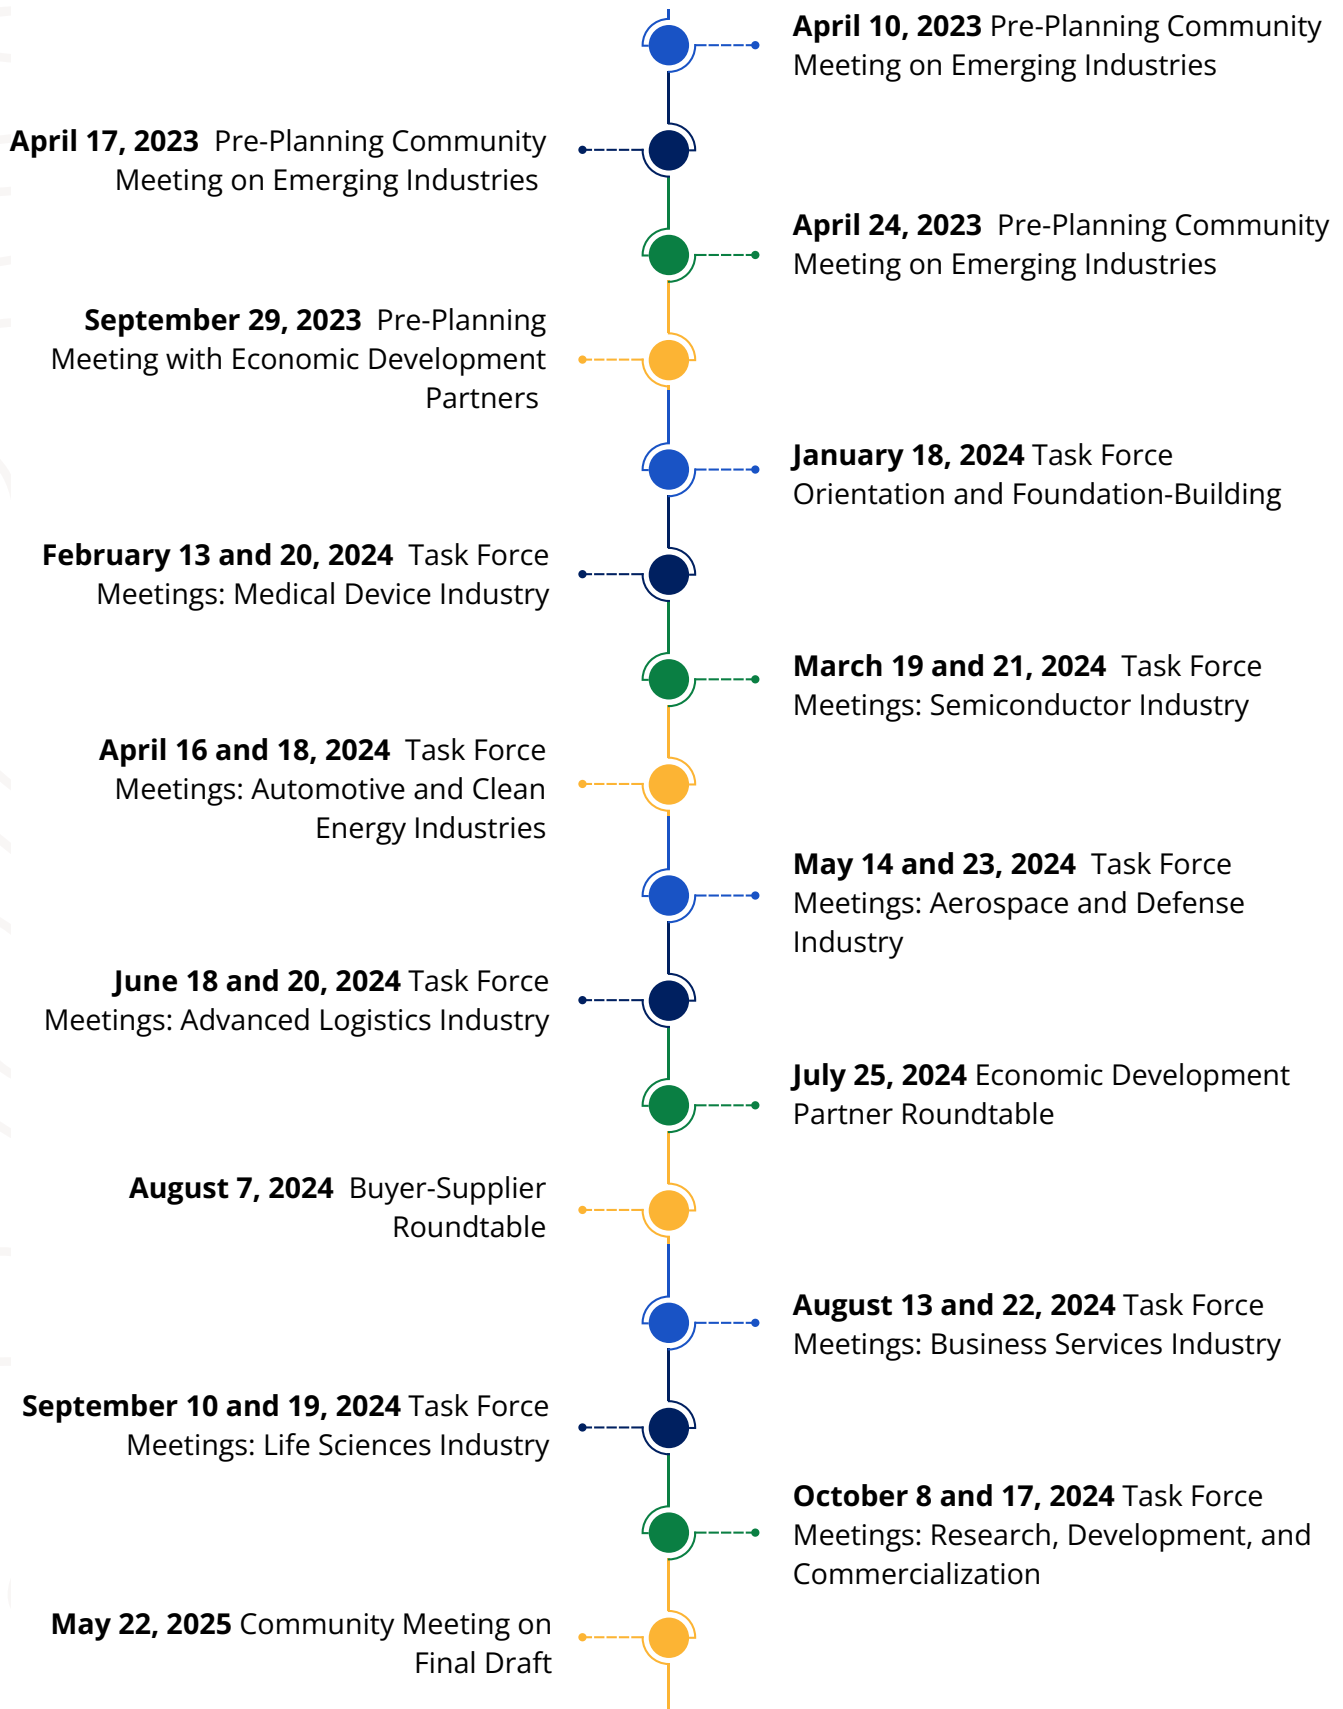 April 10, 2023 Pre-Planning Community
Meeting on Emerging Industries
April 17, 2023 Pre-Planning Community
Meeting on Emerging Industries
April 24, 2023 Pre-Planning Community
Meeting on Emerging Industries
September 29, 2023 Pre-Planning
Meeting with Economic Development
Partners
January 18, 2024 Task Force
Orientation and Foundation-Building
February 13 and 20, 2024 Task Force
Meetings: Medical Device Industry
March 19 and 21, 2024 Task Force
Meetings: Semiconductor Industry
April 16 and 18, 2024 Task Force
Meetings: Automotive and Clean
Energy Industries
May 14 and 23, 2024 Task Force
Meetings: Aerospace and Defense
Industry
June 18 and 20, 2024 Task Force
Meetings: Advanced Logistics Industry
July 25, 2024 Economic Development
Partner Roundtable
August 7, 2024 Buyer-Supplier
Roundtable
August 13 and 22, 2024 Task Force
Meetings: Business Services Industry
September 10 and 19, 2024 Task Force
Meetings: Life Sciences Industry
October 8 and 17, 2024 Task Force
Meetings: Research, Development, and
Commercialization
May 22, 2025 Community Meeting on
Final Draft